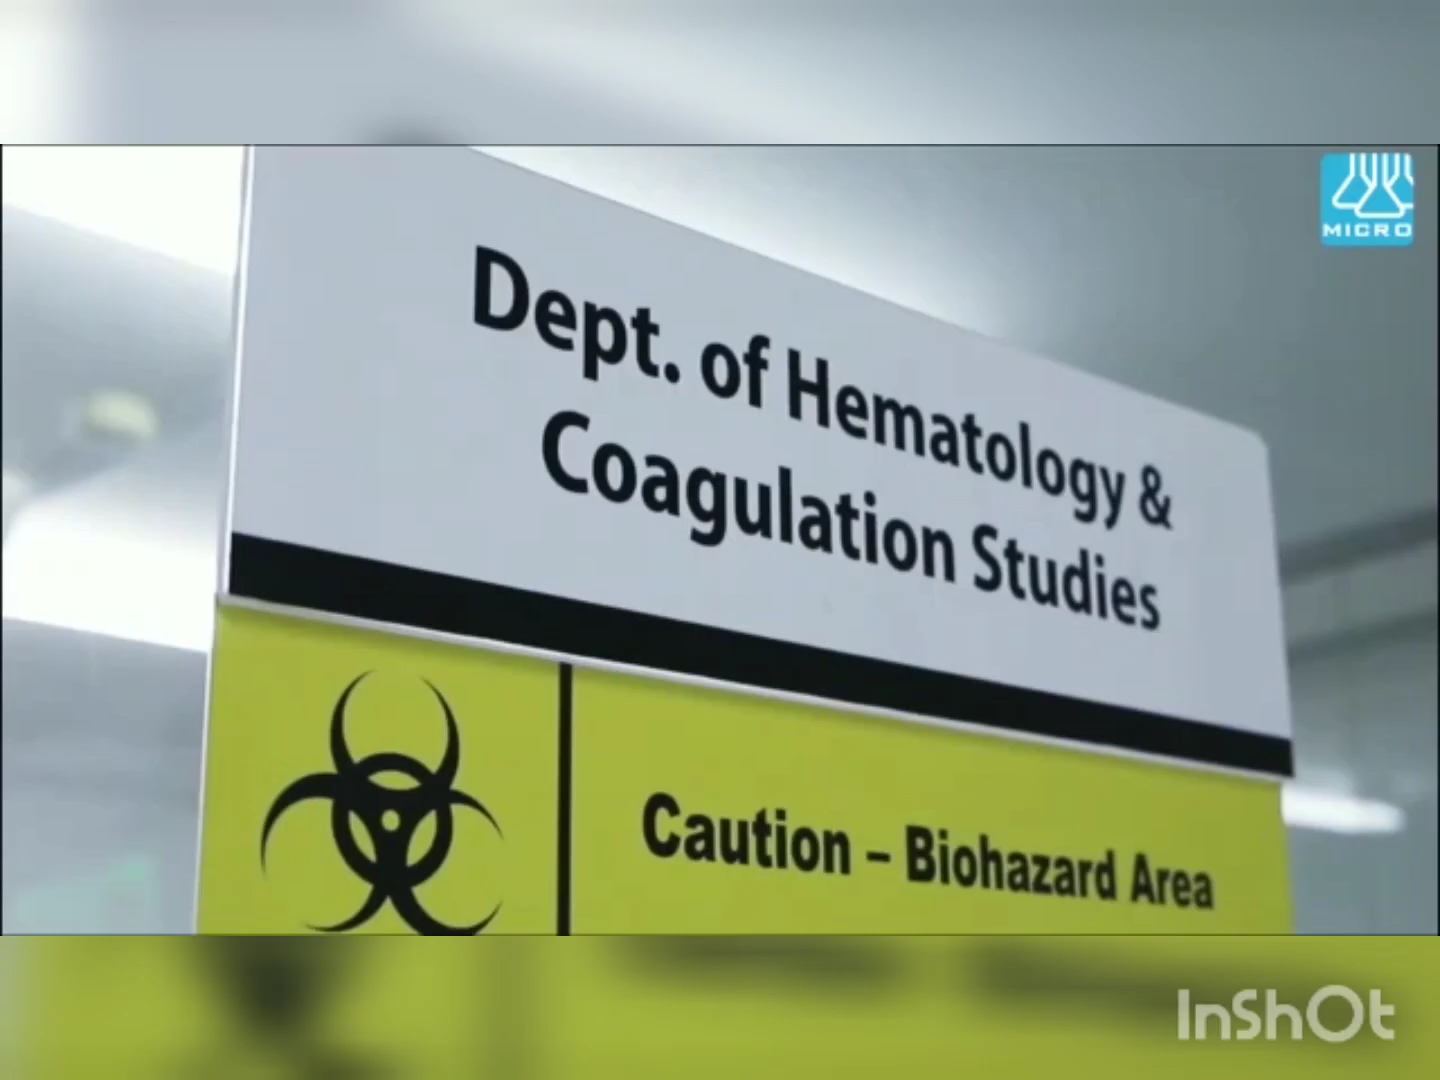 MICRO
Dept. of Hematology &
Coagulation Studies
Caution – Biohazard Area
InShOt